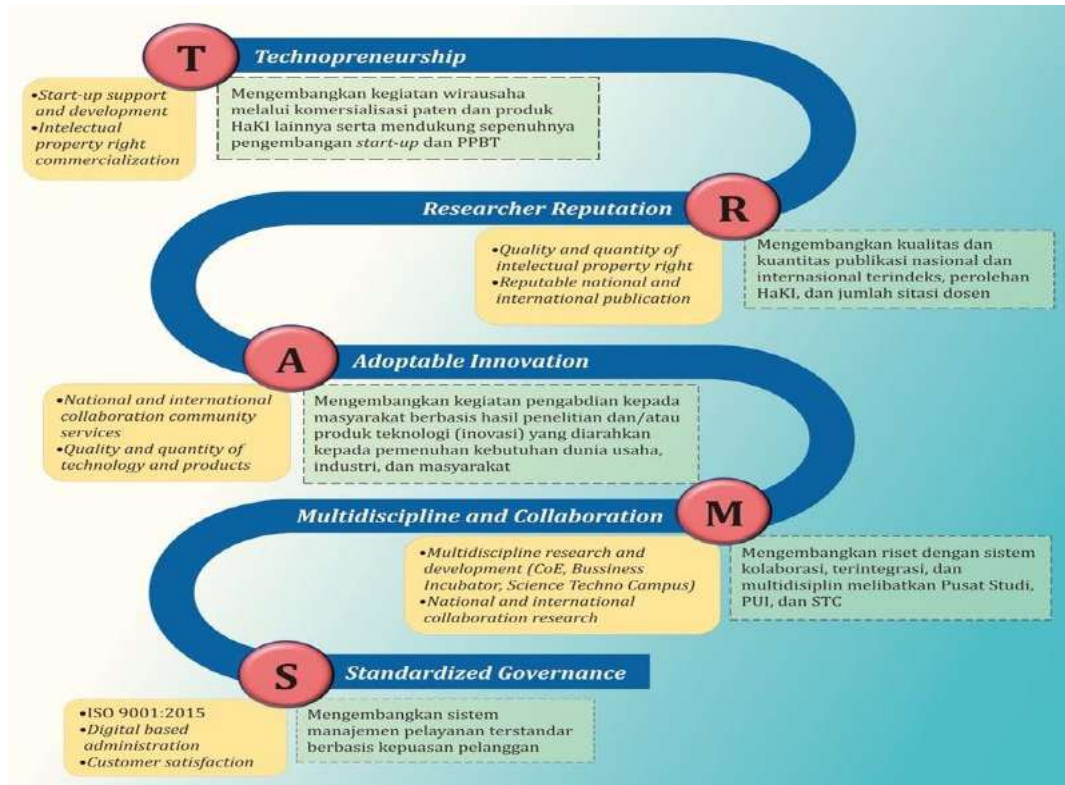 T
Technopreneurship
•Start-up support
and development
•Intelectual
property right
commercialization
Mengembangkan kegiatan wirausaha
melalui komersialisasi paten dan produk
HaKI lainnya serta mendukung sepenuhnya
pengembangan start-up dan PPBT
Researcher Reputation
R
•Quality and quantity of
intelectual property right
•Reputable national and
international publication
Mengembangkan kualitas dan
kuantitas publikasi nasional dan
internasional terindeks, perolehan
HaKI, dan jumlah sitasi dosen
A
Adoptable Innovation
•National and international
collaboration community
services
•Quality and quantity of
technology and products
Mengembangkan kegiatan pengabdian kepada
masyarakat berbasis hasil penelitian dan/atau
produk teknologi (inovasi) yang diarahkan
kepada pemenuhan kebutuhan dunia usaha,
industri, dan masyarakat
Multidiscipline and Collaboration
M
•Multidiscipline research and
development (CoE, Bussiness
Incubator, Science Techno Campus)
•National and international
collaboration research
Mengembangkan riset dengan sistem
kolaborasi, terintegrasi, dan
multidisiplin melibatkan Pusat Studi,
PUI, dan STC
S
Standardized Governance
•ISO 9001:2015
•Digital based
administration
•Customer satisfaction
Mengembangkan sistem
manajemen pelayanan terstandar
berbasis kepuasan pelanggan